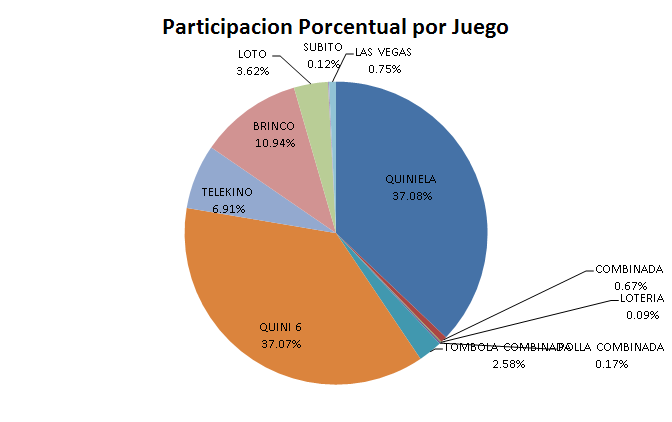 Participacion Porcentual por Juego
SUBITO
0.12%
LAS VEGAS
0.75%
LOTO
3.62%
BRINCO
10.94%
QUINIELA
37.08%
TELEKINO
6.91%
COMBINADA
0.67%
LOTERIA
0.09%
QUINI 6
37.07%
TOMBOLA COMBINADA
2.58%
POLLA COMBINADA
0.17%